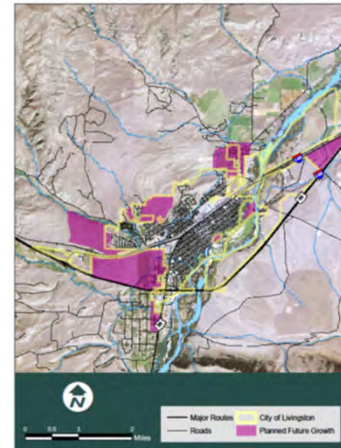 N
0 0.5 1 2
Miles
Major Routes
Roads
City of Livingston
Planned Future Growth